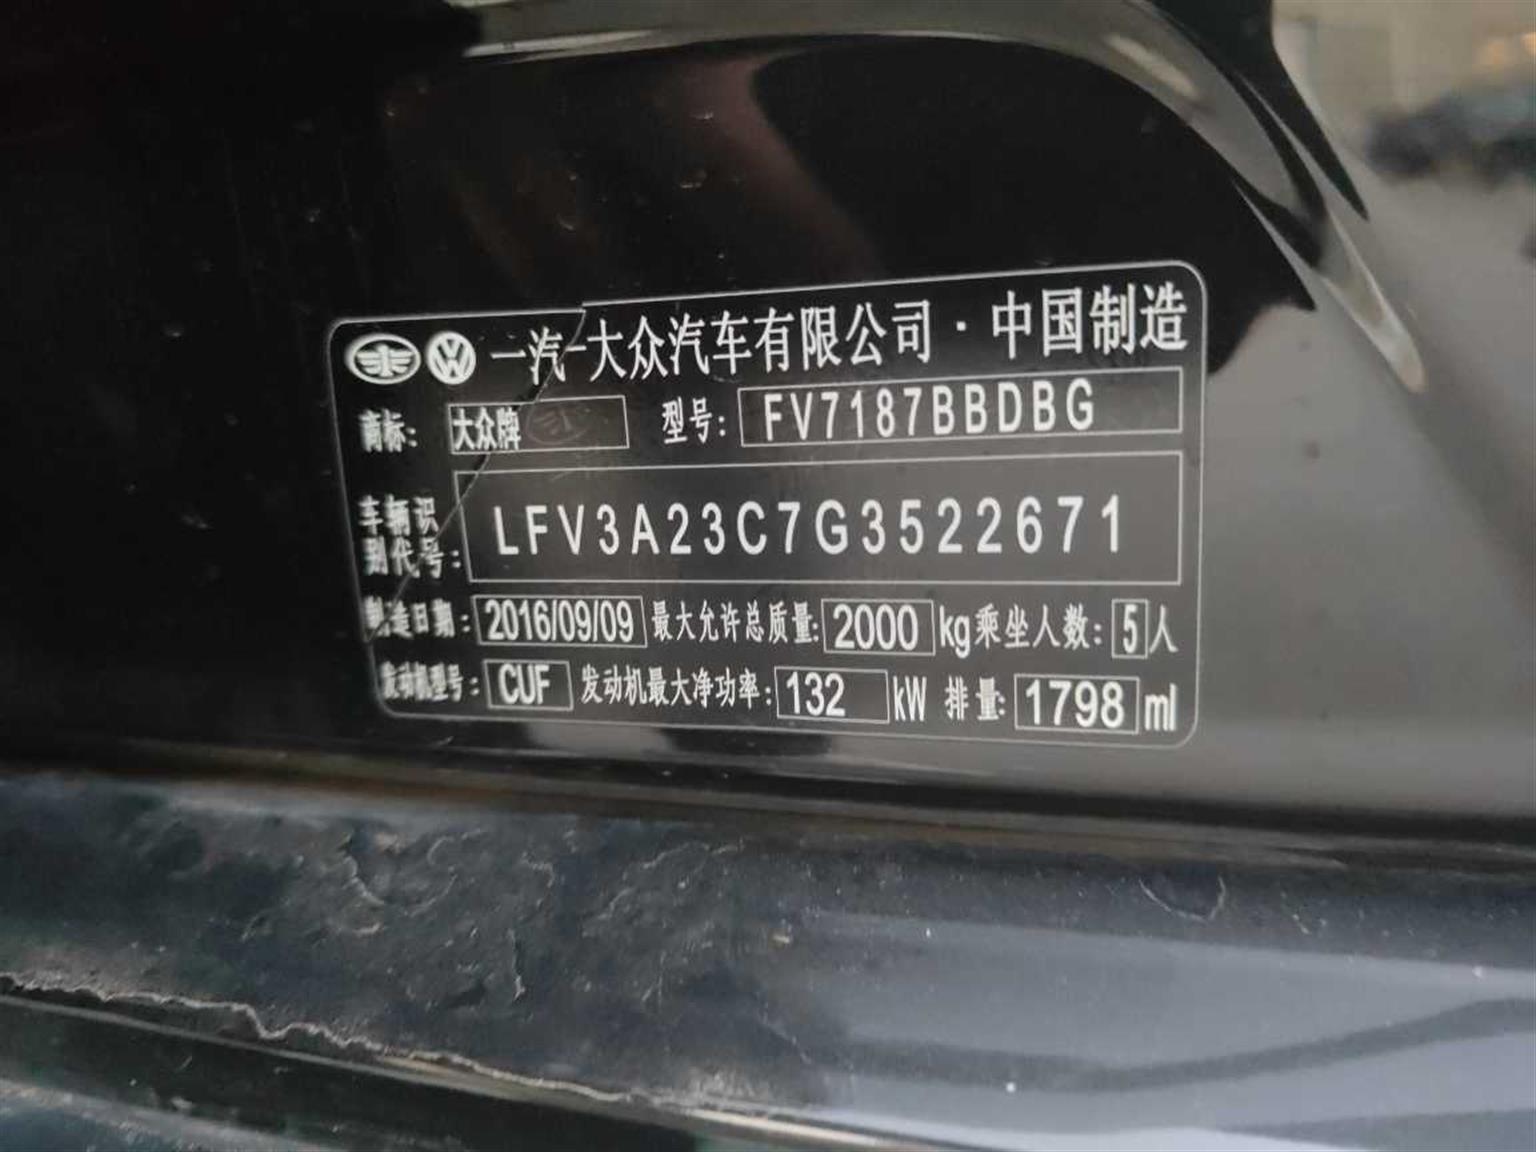 一汽-大众汽车有限公司·中国制造
商标: 大众牌 型号: FV7187BBDBG
车辆识别代号: LFV3A23C7G3522671
制造日期: 2016/09/09 最大允许总质量: 2000 kg 乘坐人数: 5 人
发动机型号: CUF 发动机最大净功率: 132 kW 排量: 1798 ml